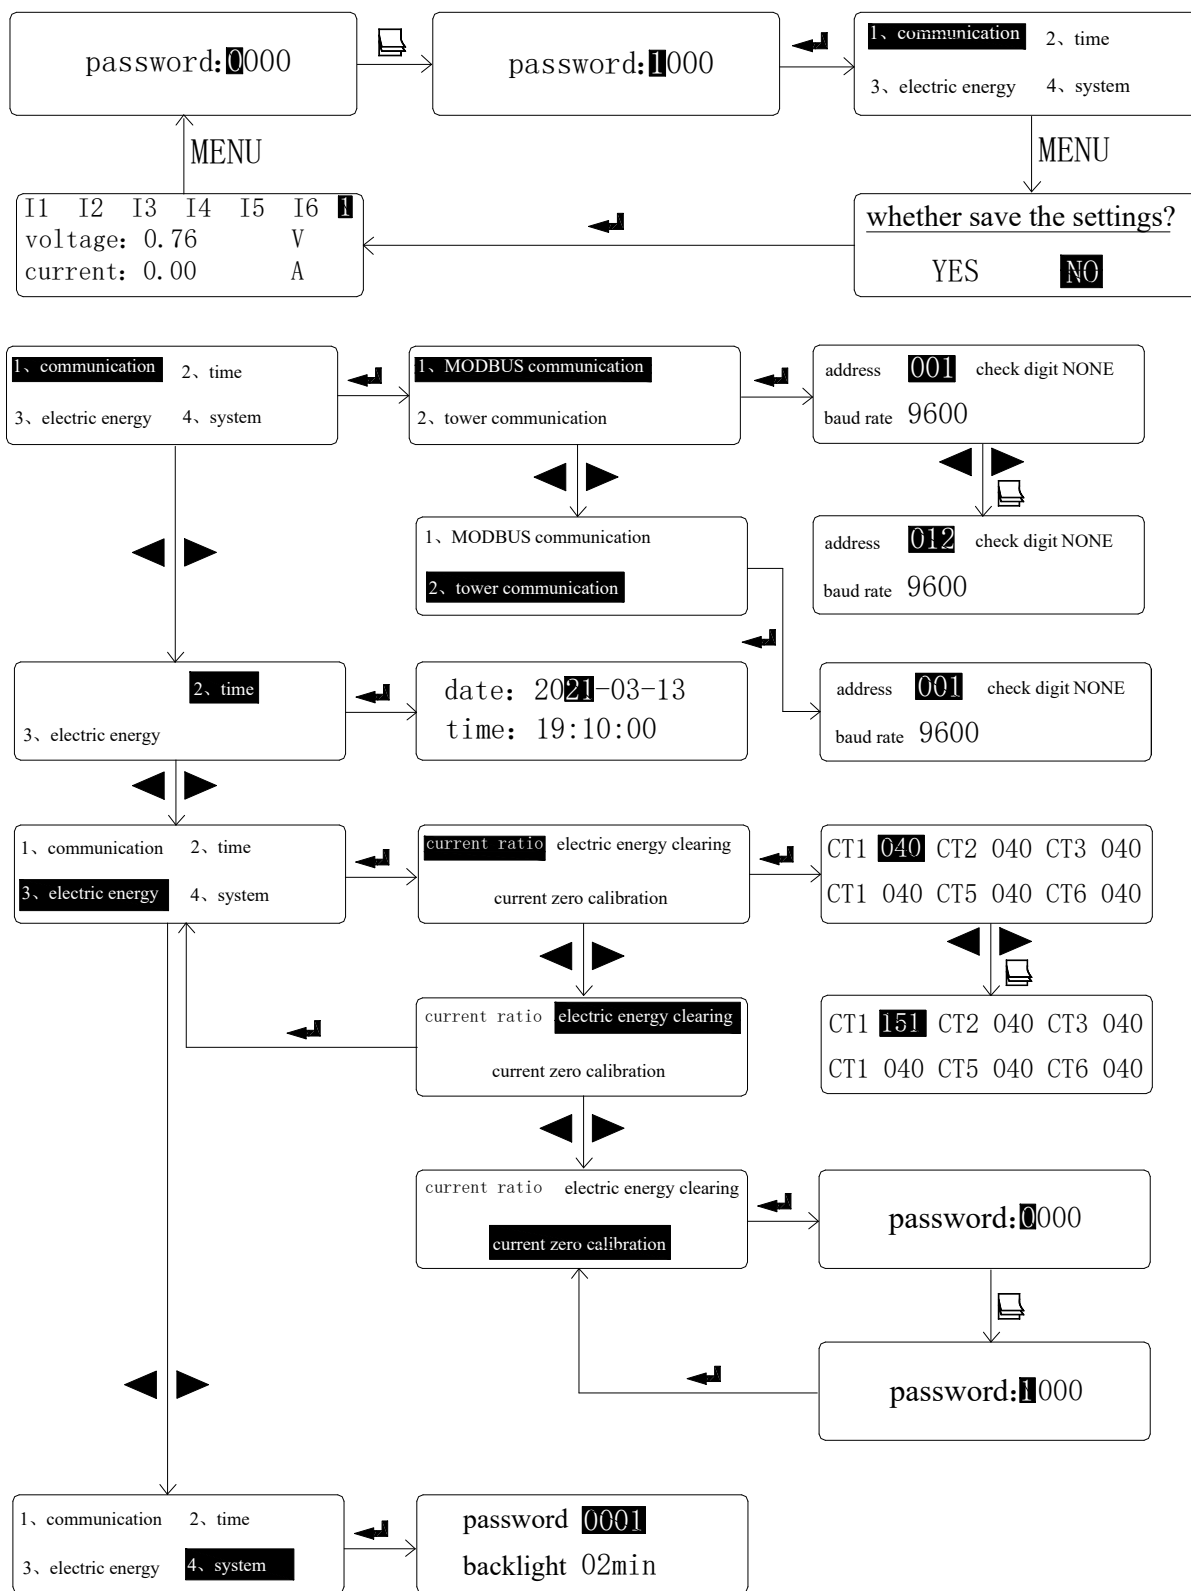 password:0000
password:1000
1、communication 2、time
3、electric energy 4、system
MENU
MENU
I1 I2 I3 I4 I5 I6 1
voltage: 0.76 V
current: 0.00 A
whether save the settings?
YES NO
1、communication 2、time
3、electric energy 4、system
1、MODBUS communication
2、tower communication
address 001 check digit NONE
baud rate 9600
1、MODBUS communication
2、tower communication
address 012 check digit NONE
baud rate 9600
2、time
3、electric energy
date: 2021-03-13
time: 19:10:00
address 001 check digit NONE
baud rate 9600
1、communication 2、time
3、electric energy 4、system
current ratio electric energy clearing
current zero calibration
CT1 040 CT2 040 CT3 040
CT1 040 CT5 040 CT6 040
current ratio electric energy clearing
current zero calibration
CT1 151 CT2 040 CT3 040
CT1 040 CT5 040 CT6 040
current ratio electric energy clearing
current zero calibration
password:0000
password:1000
1、communication 2、time
3、electric energy 4、system
password 0001
backlight 02min